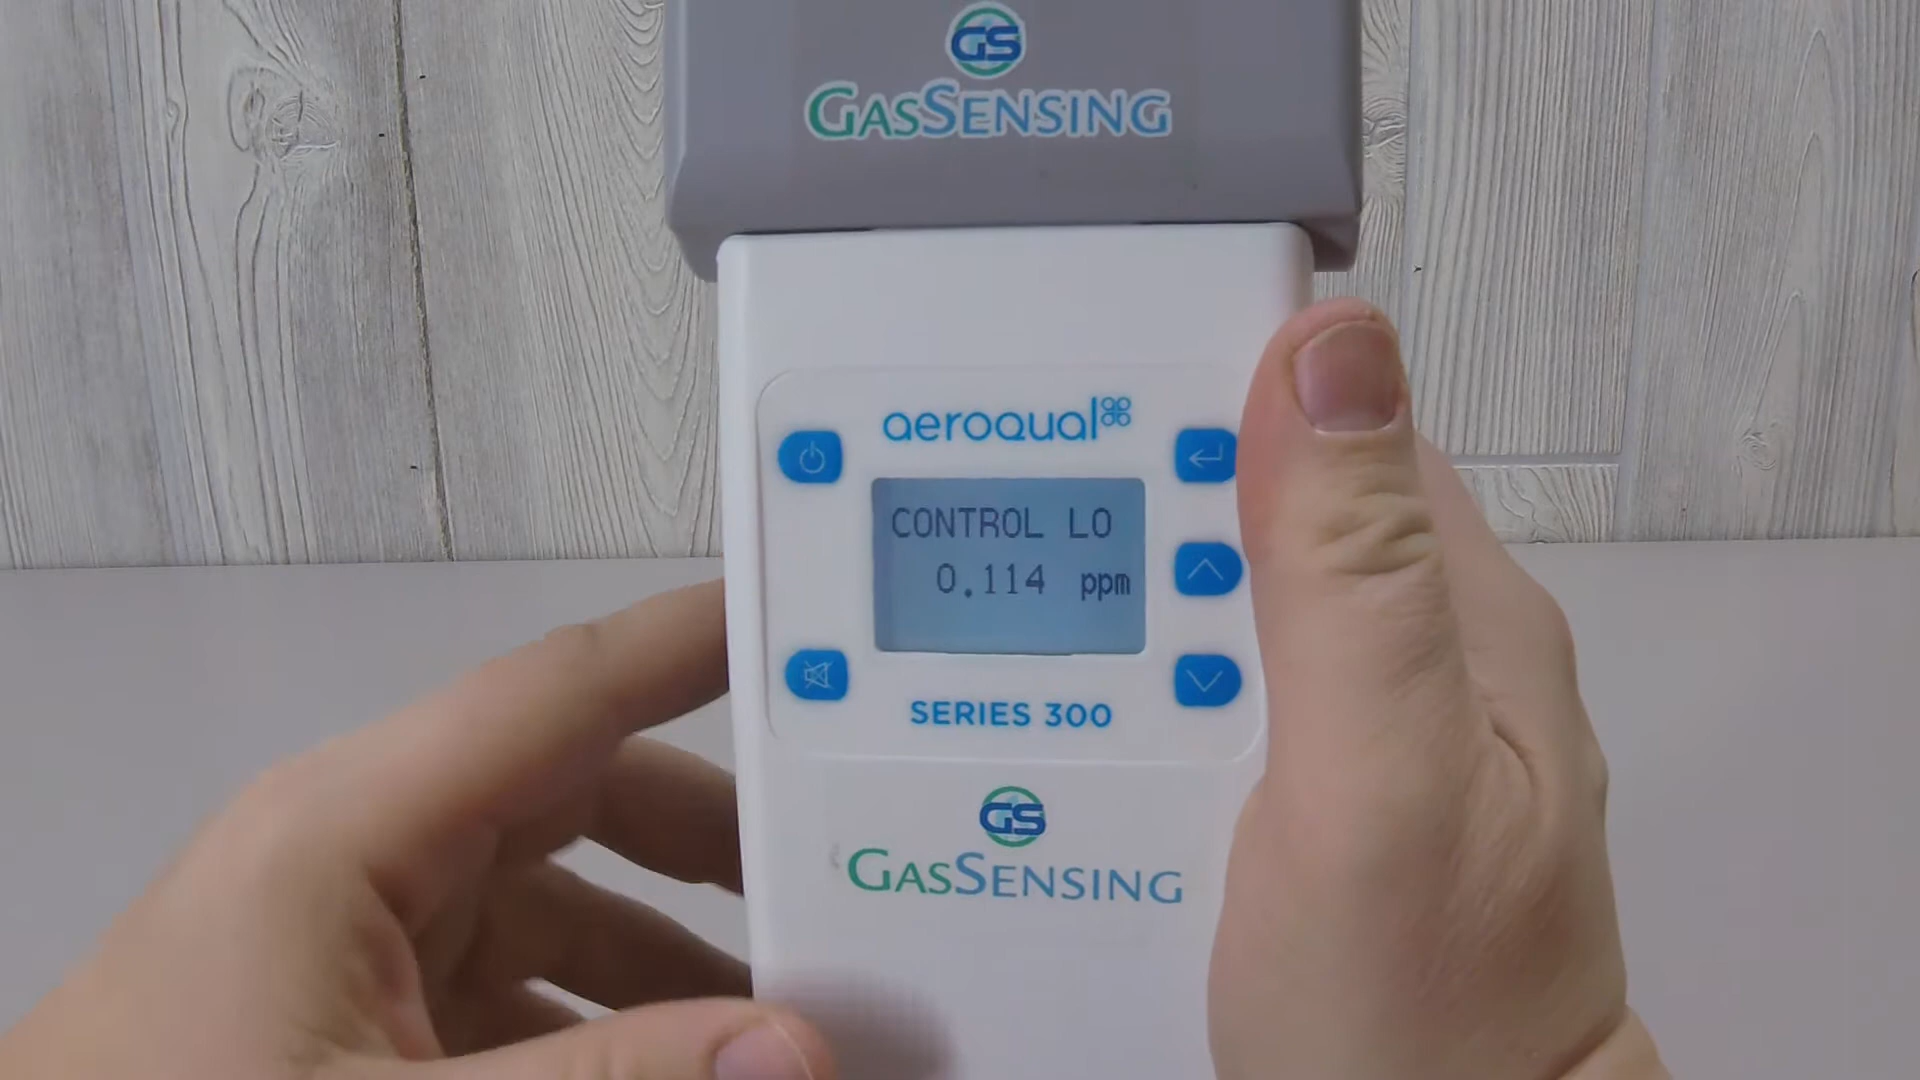 GS
GASSENSING
aeroqual
CONTROL LO
0.114 ppm
SERIES 300
GS
GASSENSING